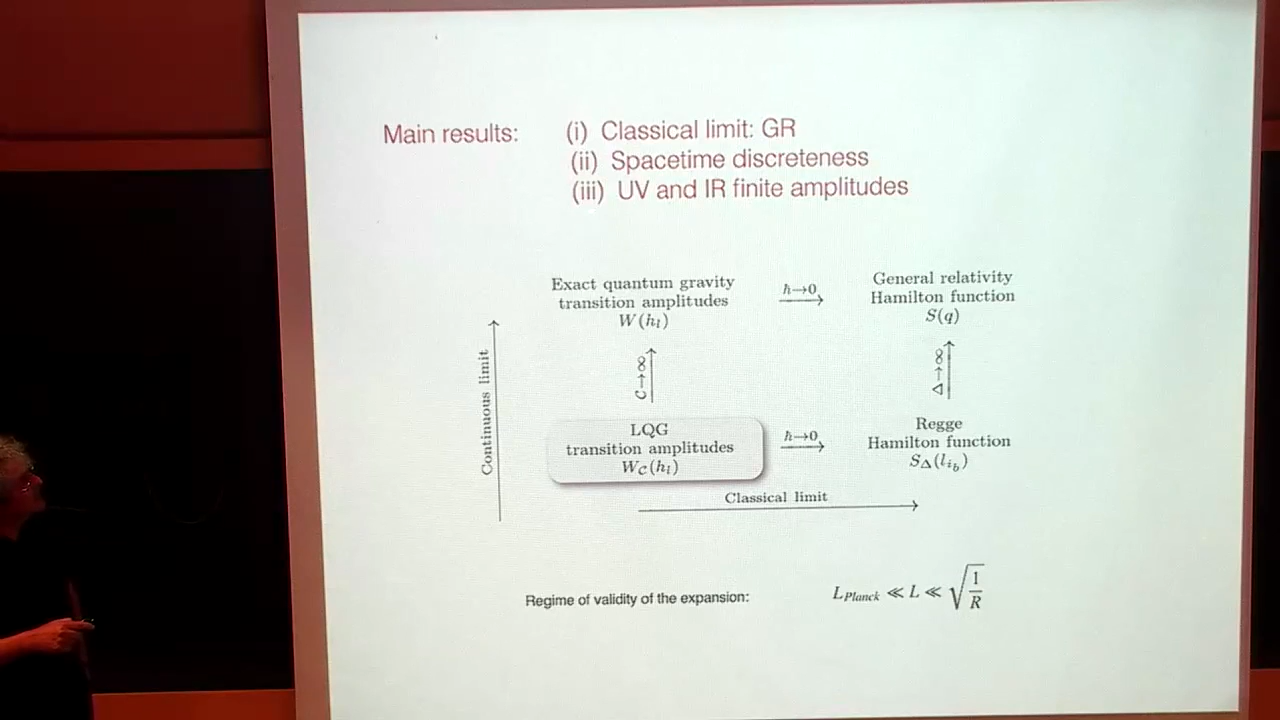 Main results: (i) Classical limit: GR
(ii) Spacetime discreteness
(iii) UV and IR finite amplitudes
Exact quantum gravity
transition amplitudes
W(hₗ)
ħ→0
General relativity
Hamilton function
S(q)
Continuous limit
C→∞
Δ→∞
LQG
transition amplitudes
W_C(hₗ)
ħ→0
Regge
Hamilton function
S_Δ(l_{i_b})
Classical limit
Regime of validity of the expansion: L_Planck ≪ L ≪ √(1/R)